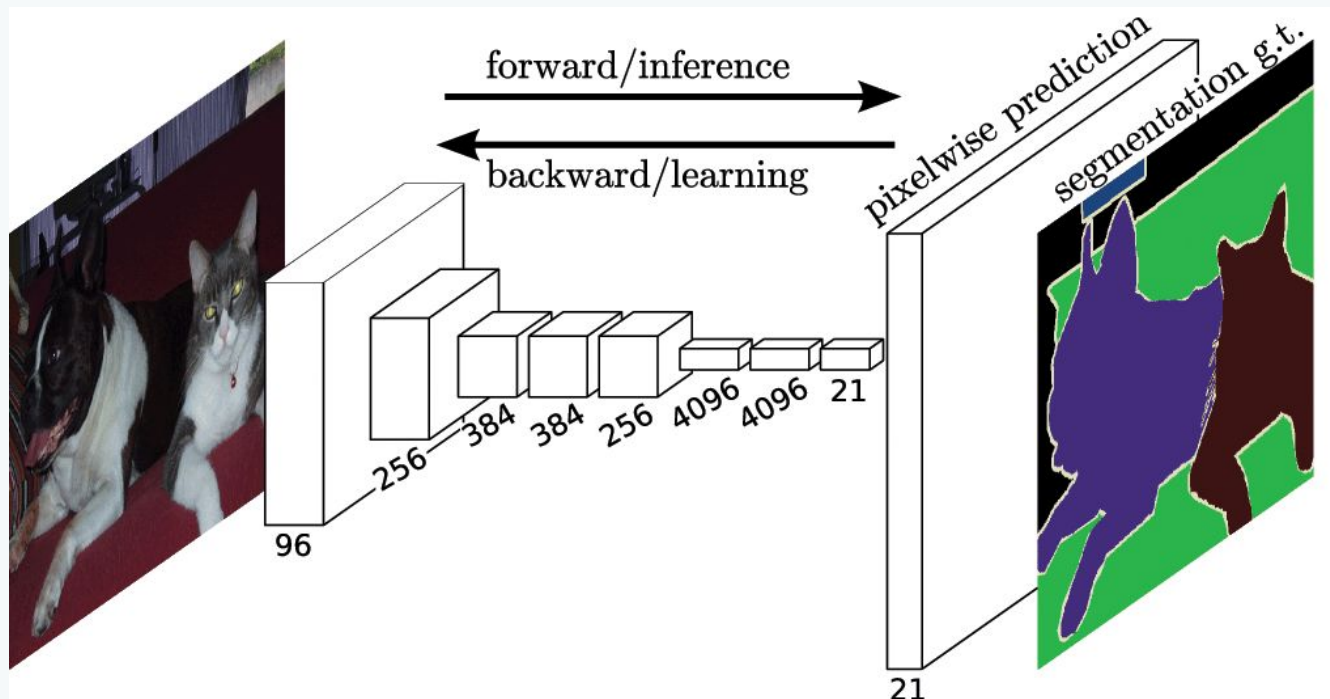 forward/inference
backward/learning
pixelwise prediction
segmentation g.t.
96
256
384
384
256
4096
4096
21
21